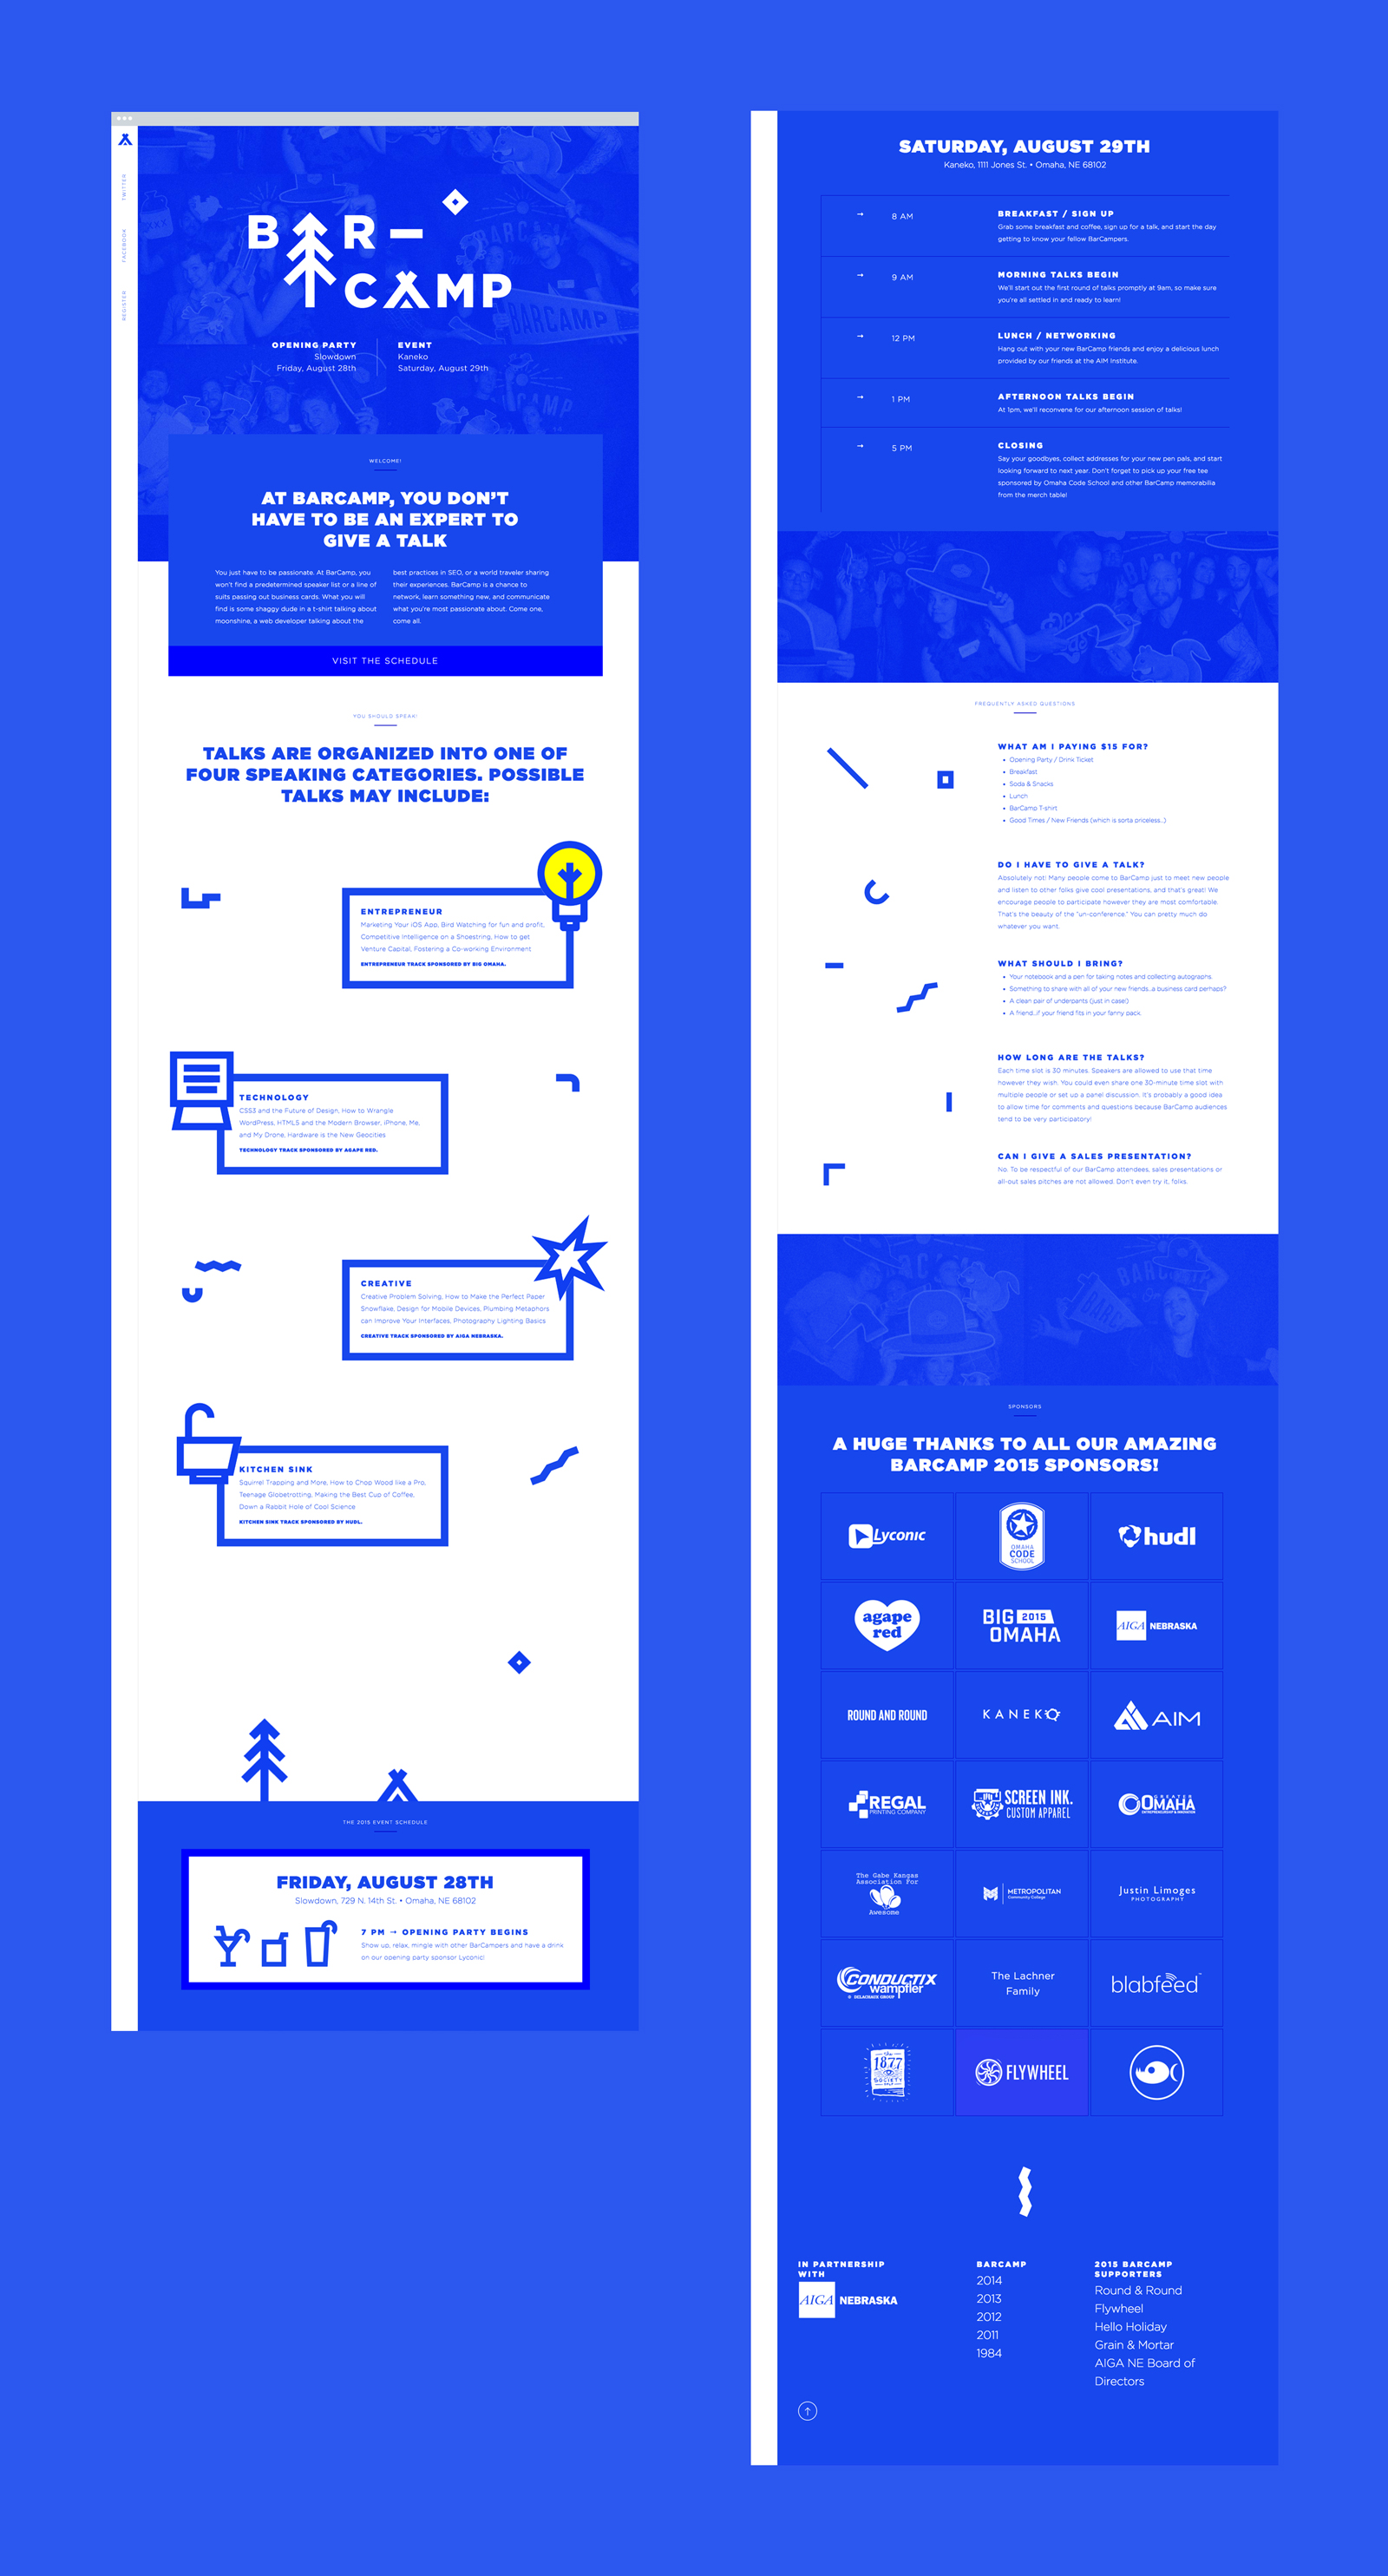 TWITTER
FACEBOOK
REGISTER
BAR-
CAMP
BARCAMP
CAMP
OPENING PARTY
Slowdown
Friday, August 28th
EVENT
Kaneko
Saturday, August 29th
WELCOME!
AT BARCAMP, YOU DON'T
HAVE TO BE AN EXPERT TO
GIVE A TALK
You just have to be passionate. At BarCamp, you
won't find a predetermined speaker list or a line of
suits passing out business cards. What you will
find is some shaggy dude in a t-shirt talking about
moonshine, a web developer talking about the
best practices in SEO, or a world traveler sharing
their experiences. BarCamp is a chance to
network, learn something new, and communicate
what you're most passionate about. Come one,
come all.
VISIT THE SCHEDULE
YOU SHOULD SPEAK!
TALKS ARE ORGANIZED INTO ONE OF
FOUR SPEAKING CATEGORIES. POSSIBLE
TALKS MAY INCLUDE:
ENTREPRENEUR
Marketing Your iOS App, Bird Watching for fun and profit,
Competitive Intelligence on a Shoestring, How to get
Venture Capital, Fostering a Co-working Environment
ENTREPRENEUR TRACK SPONSORED BY BIG OMAHA.
TECHNOLOGY
CSS3 and the Future of Design, How to Wrangle
WordPress, HTML5 and the Modern Browser, iPhone, Me,
and My Drone, Hardware is the New Geocities
TECHNOLOGY TRACK SPONSORED BY AGAPE RED.
CREATIVE
Creative Problem Solving, How to Make the Perfect Paper
Snowflake, Design for Mobile Devices, Plumbing Metaphors
can Improve Your Interfaces, Photography Lighting Basics
CREATIVE TRACK SPONSORED BY AIGA NEBRASKA.
KITCHEN SINK
Squirrel Trapping and More, How to Chop Wood like a Pro,
Teenage Globetrotting, Making the Best Cup of Coffee,
Down a Rabbit Hole of Cool Science
KITCHEN SINK TRACK SPONSORED BY HUDL.
THE 2015 EVENT SCHEDULE
FRIDAY, AUGUST 28TH
Slowdown, 729 N. 14th St. • Omaha, NE 68102
7 PM → OPENING PARTY BEGINS
Show up, relax, mingle with other BarCampers and have a drink
on our opening party sponsor Lyconic!
SATURDAY, AUGUST 29TH
Kaneko, 1111 Jones St. • Omaha, NE 68102
→ 8 AM
BREAKFAST / SIGN UP
Grab some breakfast and coffee, sign up for a talk, and start the day
getting to know your fellow BarCampers.
→ 9 AM
MORNING TALKS BEGIN
We'll start out the first round of talks promptly at 9am, so make sure
you're all settled in and ready to learn!
→ 12 PM
LUNCH / NETWORKING
Hang out with your new BarCamp friends and enjoy a delicious lunch
provided by our friends at the AIM Institute.
→ 1 PM
AFTERNOON TALKS BEGIN
At 1pm, we'll reconvene for our afternoon session of talks!
→ 5 PM
CLOSING
Say your goodbyes, collect addresses for your new pen pals, and start
looking forward to next year. Don't forget to pick up your free tee
sponsored by Omaha Code School and other BarCamp memorabilia
from the merch table!
FREQUENTLY ASKED QUESTIONS
WHAT AM I PAYING $15 FOR?
• Opening Party / Drink Ticket
• Breakfast
• Soda & Snacks
• Lunch
• BarCamp T-shirt
• Good Times / New Friends (which is sorta priceless...)
DO I HAVE TO GIVE A TALK?
Absolutely not! Many people come to BarCamp just to meet new people
and listen to other folks give cool presentations, and that's great! We
encourage people to participate however they are most comfortable.
That's the beauty of the "un-conference." You can pretty much do
whatever you want.
WHAT SHOULD I BRING?
• Your notebook and a pen for taking notes and collecting autographs.
• Something to share with all of your new friends...a business card perhaps?
• A clean pair of underpants (just in case!)
• A friend...if your friend fits in your fanny pack.
HOW LONG ARE THE TALKS?
Each time slot is 30 minutes. Speakers are allowed to use that time
however they wish. You could even share one 30-minute time slot with
multiple people or set up a panel discussion. It's probably a good idea
to allow time for comments and questions because BarCamp audiences
tend to be very participatory!
CAN I GIVE A SALES PRESENTATION?
No. To be respectful of our BarCamp attendees, sales presentations or
all-out sales pitches are not allowed. Don't even try it, folks.
SPONSORS
A HUGE THANKS TO ALL OUR AMAZING
BARCAMP 2015 SPONSORS!
Lyconic
OMAHA
CODE
SCHOOL
hudl
agape
red
BIG 2015
OMAHA
AIGA NEBRASKA
ROUND AND ROUND
KANEKO
AIM
REGAL
PRINTING COMPANY
SCREEN INK.
CUSTOM APPAREL
GREATER
OMAHA
ENTREPRENEURSHIP & INNOVATION
The Gabe Kangas
Association For
Awesome
METROPOLITAN
Community College
Justin Limoges
PHOTOGRAPHY
CONDUCTIX
wampfler
DELACHAUX GROUP
The Lachner
Family
blabfeed
the
1877
SOCIETY
FLYWHEEL
IN PARTNERSHIP
WITH
AIGA NEBRASKA
BARCAMP
2014
2013
2012
2011
1984
2015 BARCAMP
SUPPORTERS
Round & Round
Flywheel
Hello Holiday
Grain & Mortar
AIGA NE Board of
Directors